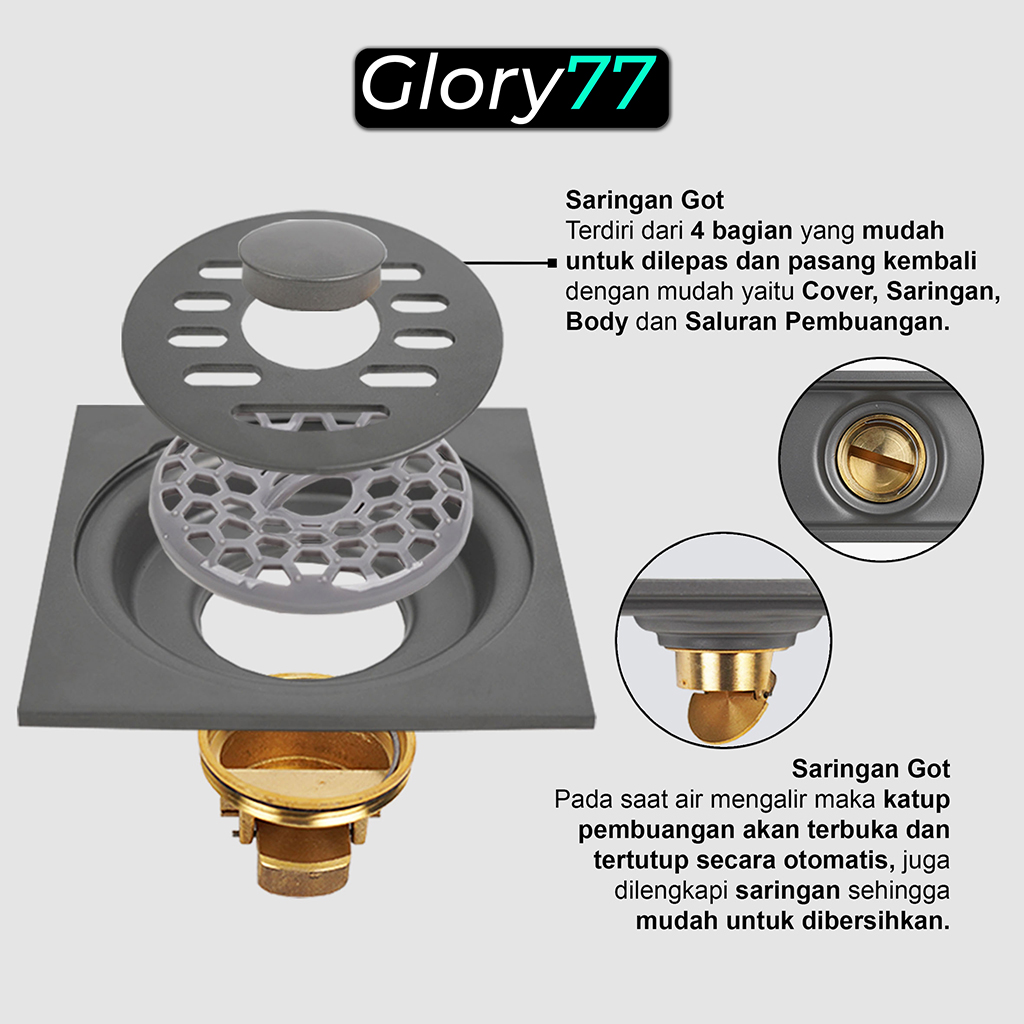 Glory77
Saringan Got
Terdiri dari 4 bagian yang mudah
untuk dilepas dan pasang kembali
dengan mudah yaitu Cover, Saringan,
Body dan Saluran Pembuangan.
Saringan Got
Pada saat air mengalir maka katup
pembuangan akan terbuka dan
tertutup secara otomatis, juga
dilengkapi saringan sehingga
mudah untuk dibersihkan.